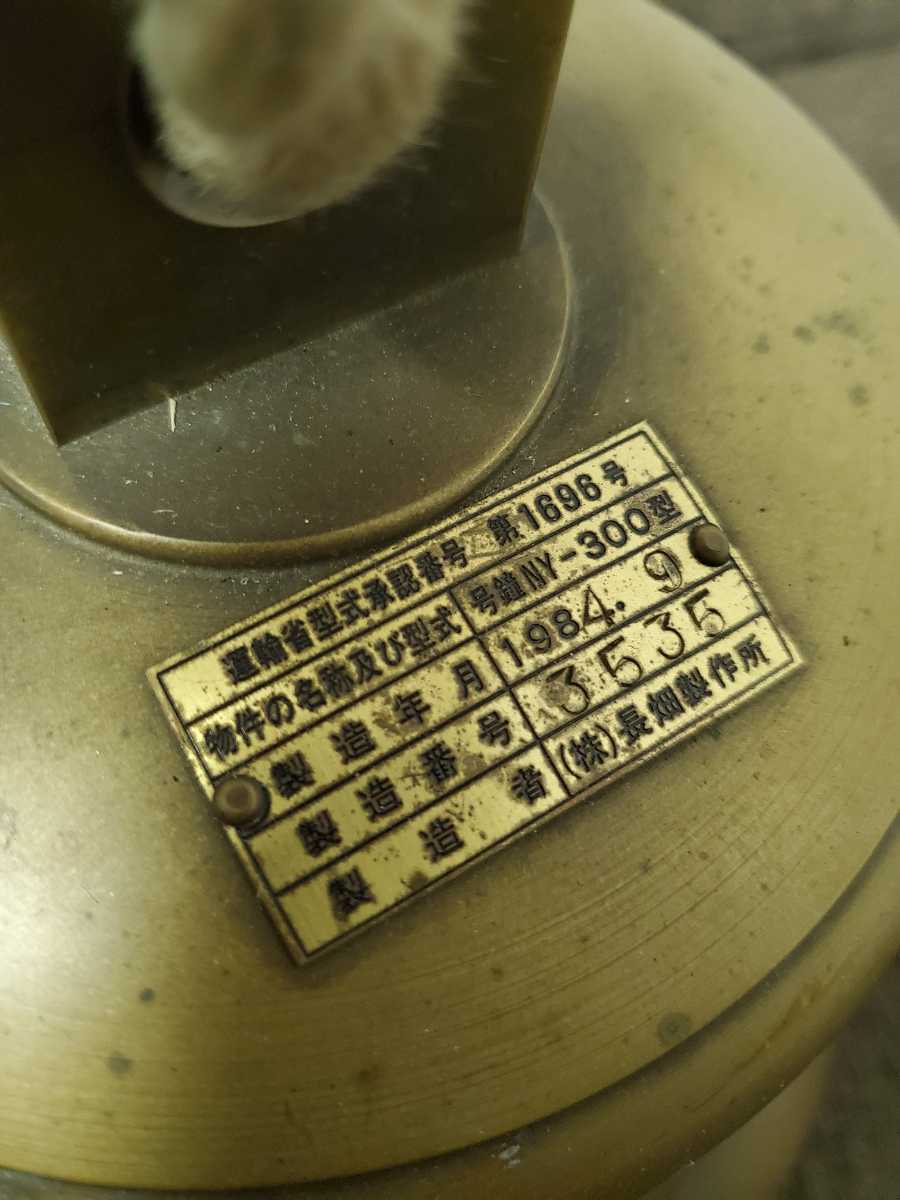 運輸省型式承認番号 第1696号
物件の名称及び型式 号鐘NY-300型
製造年月 1984.9
製造番号 3535
製造者 (株)長畑製作所